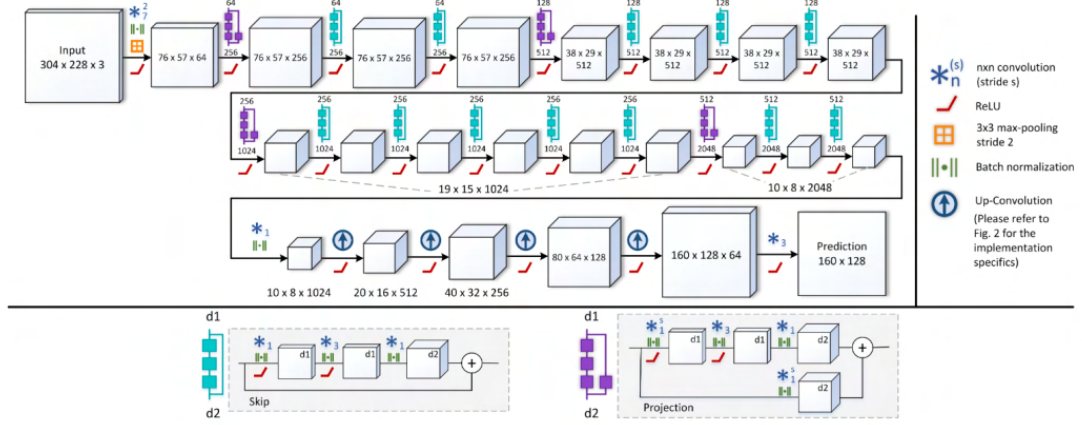 Input
304 x 228 x 3
2
7
76 x 57 x 64
64
256
76 x 57 x 256
64
256
76 x 57 x 256
64
256
76 x 57 x 256
128
512
38 x 29 x
512
128
512
38 x 29 x
512
128
512
38 x 29 x
512
128
512
38 x 29 x
512
256
1024
256
1024
256
1024
256
1024
256
1024
256
1024
19 x 15 x 1024
512
2048
512
2048
512
2048
10 x 8 x 2048
1
10 x 8 x 1024
20 x 16 x 512
40 x 32 x 256
80 x 64 x 128
160 x 128 x 64
3
Prediction
160 x 128
(s)
n
nxn convolution
(stride s)
ReLU
3x3 max-pooling
stride 2
Batch normalization
Up-Convolution
(Please refer to
Fig. 2 for the
implementation
specifics)
d1
d2
1
d1
3
d1
1
d2
+
Skip
d1
d2
s
1
d1
3
d1
1
d2
+
s
1
d2
Projection